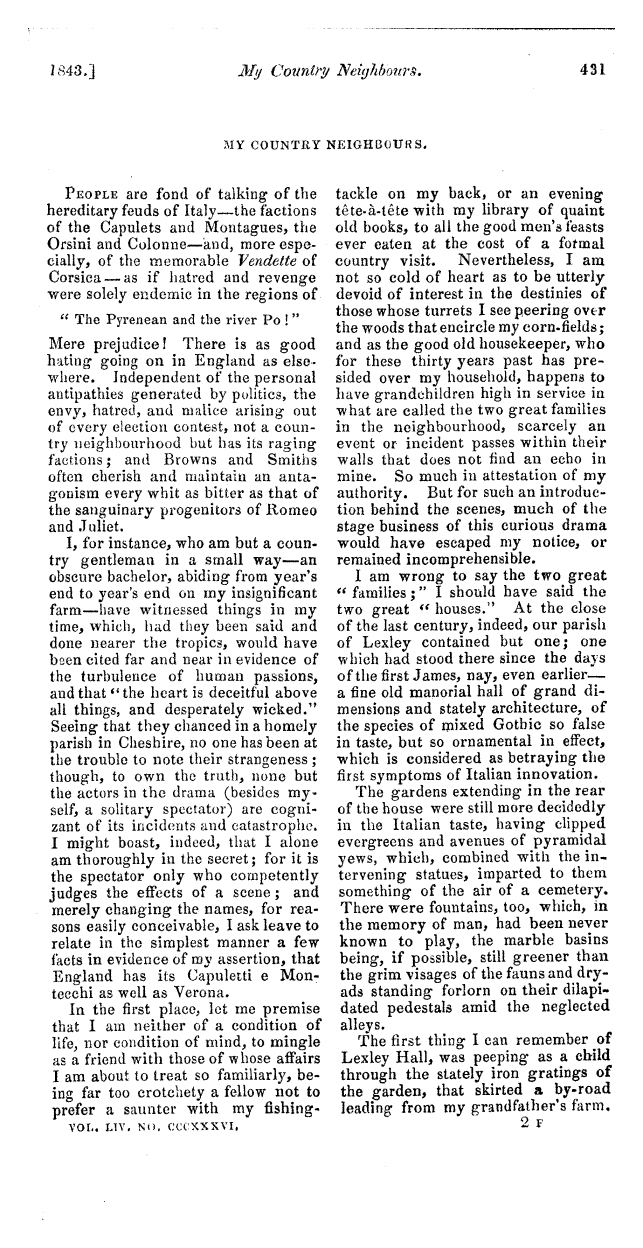 1843.] My Country Neighbours. 431
MY COUNTRY NEIGHBOURS.
PEOPLE are fond of talking of the
hereditary feuds of Italy—the factions
of the Capulets and Montagues, the
Orsini and Colonne—and, more espe-
cially, of the memorable Vendette of
Corsica—as if hatred and revenge
were solely endemic in the regions of
“ The Pyrenean and the river Po!”
Mere prejudice! There is as good
hating going on in England as else-
where. Independent of the personal
antipathies generated by politics, the
envy, hatred, and malice arising out
of every election contest, not a coun-
try neighbourhood but has its raging
factions; and Browns and Smiths
often cherish and maintain an anta-
gonism every whit as bitter as that of
the sanguinary progenitors of Romeo
and Juliet.
I, for instance, who am but a coun-
try gentleman in a small way—an
obscure bachelor, abiding from year's
end to year's end on my insignificant
farm—have witnessed things in my
time, which, had they been said and
done nearer the tropics, would have
been cited far and near in evidence of
the turbulence of human passions,
and that “the heart is deceitful above
all things, and desperately wicked.”
Seeing that they chanced in a homely
parish in Cheshire, no one has been at
the trouble to note their strangeness;
though, to own the truth, none but
the actors in the drama (besides my-
self, a solitary spectator) are cogni-
zant of its incidents and catastrophe.
I might boast, indeed, that I alone
am thoroughly in the secret; for it is
the spectator only who competently
judges the effects of a scene; and
merely changing the names, for rea-
sons easily conceivable, I ask leave to
relate in the simplest manner a few
facts in evidence of my assertion, that
England has its Capuletti e Mon-
tecchi as well as Verona.
In the first place, let me premise
that I am neither of a condition of
life, nor condition of mind, to mingle
as a friend with those of whose affairs
I am about to treat so familiarly, be-
ing far too crotchety a fellow not to
prefer a saunter with my fishing-
VOL. LIV. NO. CCCXXXVI.
tackle on my back, or an evening
tête-à-tête with my library of quaint
old books, to all the good men's feasts
ever eaten at the cost of a formal
country visit. Nevertheless, I am
not so cold of heart as to be utterly
devoid of interest in the destinies of
those whose turrets I see peering over
the woods that encircle my corn-fields;
and as the good old housekeeper, who
for these thirty years past has pre-
sided over my household, happens to
have grandchildren high in service in
what are called the two great families
in the neighbourhood, scarcely an
event or incident passes within their
walls that does not find an echo in
mine. So much in attestation of my
authority. But for such an introduc-
tion behind the scenes, much of the
stage business of this curious drama
would have escaped my notice, or
remained incomprehensible.
I am wrong to say the two great
“ families;” I should have said the
two great “ houses.” At the close
of the last century, indeed, our parish
of Lexley contained but one; one
which had stood there since the days
of the first James, nay, even earlier—
a fine old manorial hall of grand di-
mensions and stately architecture, of
the species of mixed Gothic so false
in taste, but so ornamental in effect,
which is considered as betraying the
first symptoms of Italian innovation.
The gardens extending in the rear
of the house were still more decidedly
in the Italian taste, having clipped
evergreens and avenues of pyramidal
yews, which, combined with the in-
tervening statues, imparted to them
something of the air of a cemetery.
There were fountains, too, which, in
the memory of man, had been never
known to play, the marble basins
being, if possible, still greener than
the grim visages of the fauns and dry-
ads standing forlorn on their dilapi-
dated pedestals amid the neglected
alleys.
The first thing I can remember of
Lexley Hall, was peeping as a child
through the stately iron gratings of
the garden, that skirted a by-road
leading from my grandfather's farm.
2 F